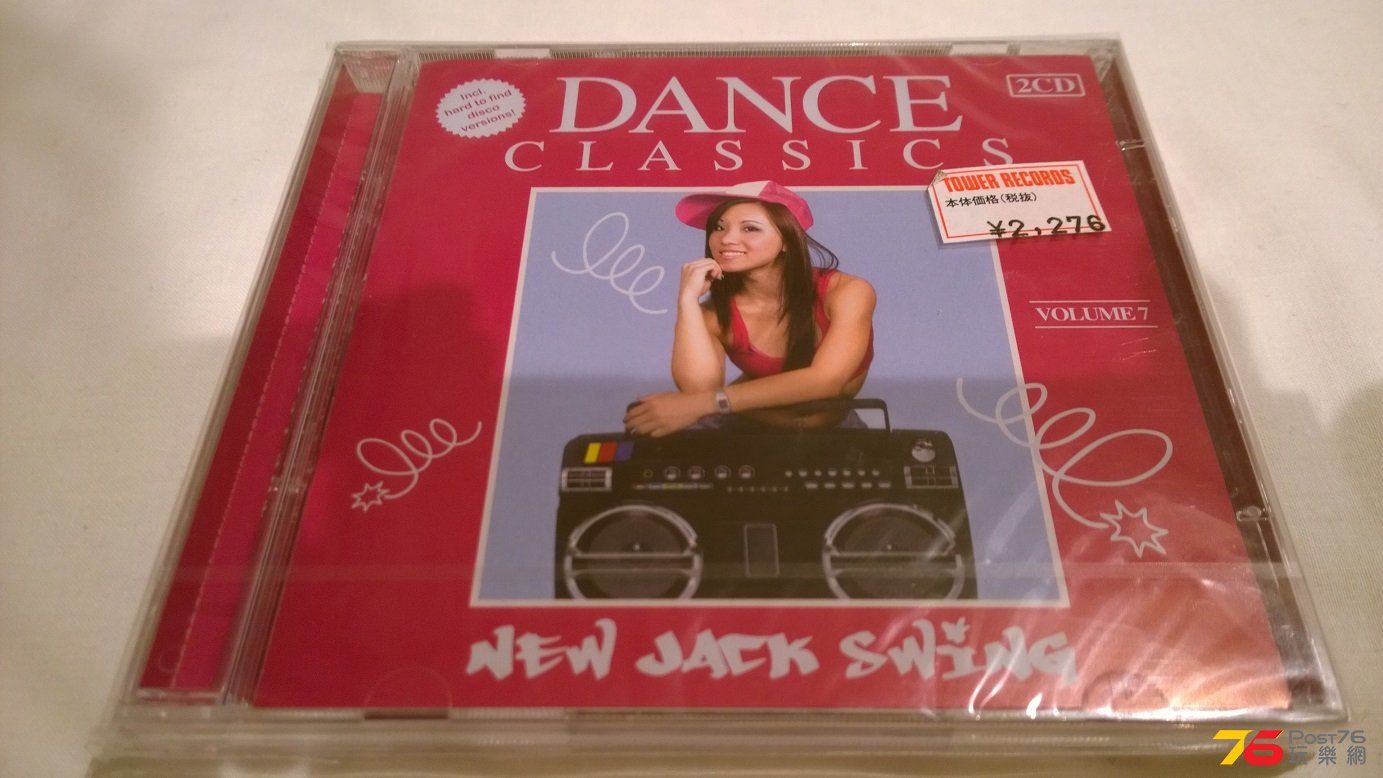 Incl.
hard to find
disco
versions!
DANCE
CLASSICS
2CD
TOWER RECORDS
本体価格(税抜)
¥2,276
VOLUME 7
NEW JACK SWING
76 POST76
玩樂網